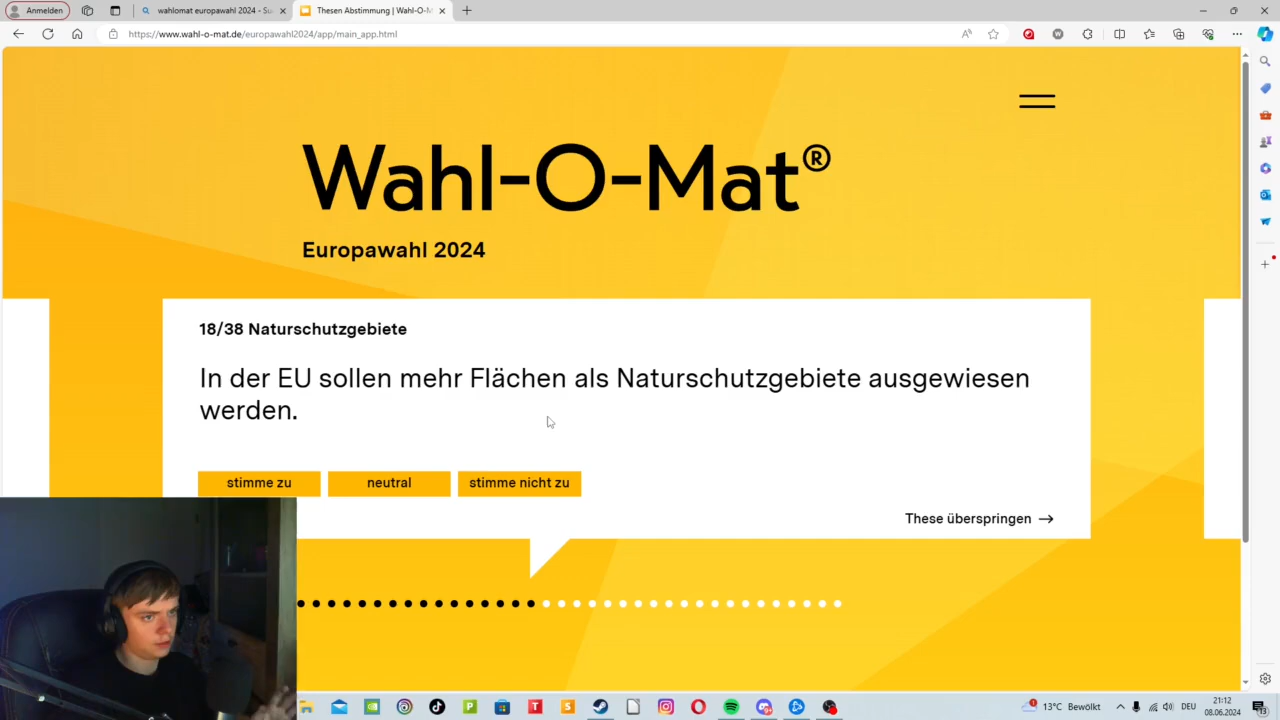 Anmelden
wahlomat europawahl 2024 - Su
Thesen Abstimmung | Wahl-O-M
https://www.wahl-o-mat.de/europawahl2024/app/main_app.html
Wahl-O-Mat®
Europawahl 2024
18/38 Naturschutzgebiete
In der EU sollen mehr Flächen als Naturschutzgebiete ausgewiesen
werden.
stimme zu
neutral
stimme nicht zu
These überspringen
13°C Bewölkt
DEU
21:12
08.06.2024